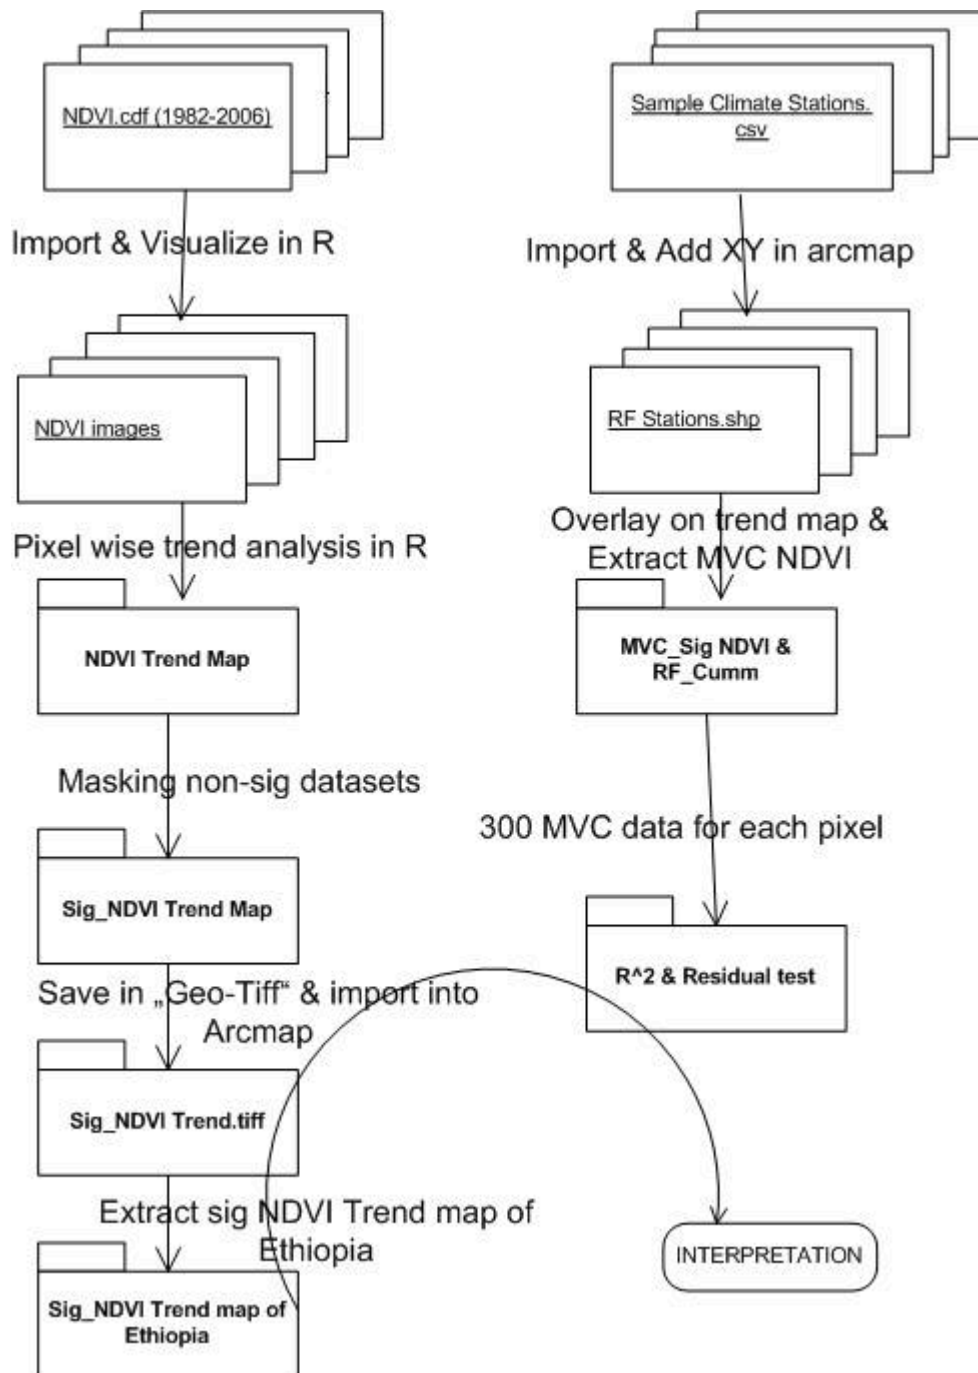 NDVI.cdf (1982-2006)
Import & Visualize in R
NDVI images
Pixel wise trend analysis in R
NDVI Trend Map
Masking non-sig datasets
Sig_NDVI Trend Map
Save in „Geo-Tiff“ & import into
Arcmap
Sig_NDVI Trend.tiff
Extract sig NDVI Trend map of
Ethiopia
Sig_NDVI Trend map of
Ethiopia
Sample Climate Stations.
csv
Import & Add XY in arcmap
RF Stations.shp
Overlay on trend map &
Extract MVC NDVI
MVC_Sig NDVI &
RF_Cumm
300 MVC data for each pixel
R^2 & Residual test
INTERPRETATION